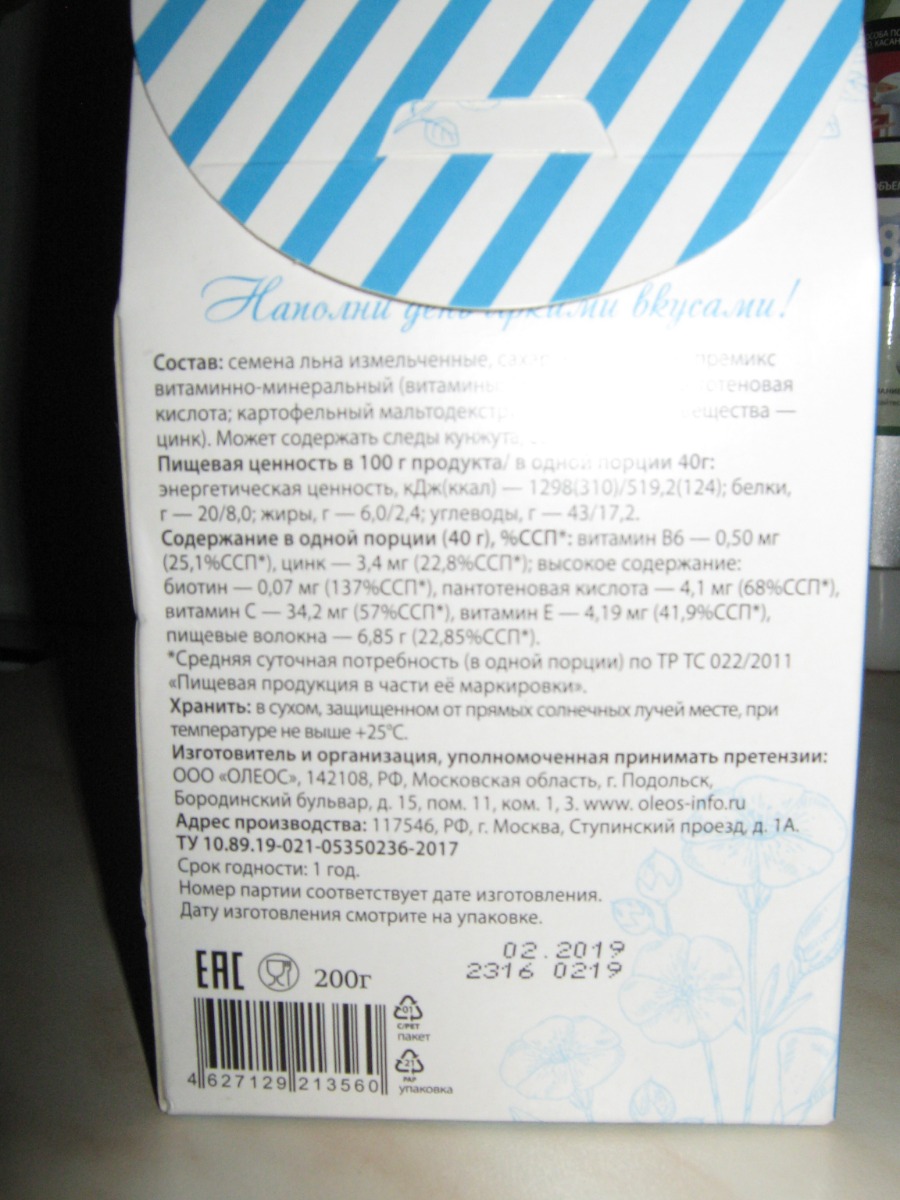 Наполни день яркими вкусами!
Состав: семена льна измельченные, сахар премикс
витаминно-минеральный (витамины
кислота; картофельный —
цинк). Может содержать следы кунжута,
Пищевая ценность в 100 г продукта/ в одной порции 40г:
энергетическая ценность, кДж(ккал) — 1298(310)/519,2(124); белки,
г — 20/8,0; жиры, г — 6,0/2,4; углеводы, г — 43/17,2.
Содержание в одной порции (40 г), %ССП*: витамин В6 — 0,50 мг
(25,1%ССП*), цинк — 3,4 мг (22,8%ССП*); высокое содержание:
биотин — 0,07 мг (137%ССП*), пантотеновая кислота — 4,1 мг (68%ССП*),
витамин С — 34,2 мг (57%ССП*), витамин Е — 4,19 мг (41,9%ССП*),
пищевые волокна — 6,85 г (22,85%ССП*).
*Средняя суточная потребность (в одной порции) по ТР ТС 022/2011
«Пищевая продукция в части её маркировки».
Хранить: в сухом, защищенном от прямых солнечных лучей месте, при
температуре не выше +25°С.
Изготовитель и организация, уполномоченная принимать претензии:
ООО «ОЛЕОС», 142108, РФ, Московская область, г. Подольск,
Бородинский бульвар, д. 15, пом. 11, ком. 1, 3. www. oleos-info.ru
Адрес производства: 117546, РФ, г. Москва, Ступинский проезд, д. 1А.
ТУ 10.89.19-021-05350236-2017
Срок годности: 1 год.
Номер партии соответствует дате изготовления.
Дату изготовления смотрите на упаковке.
02.2019
2316 0219
EAC 200г
01
C/PET
пакет
21
PAP
упаковка
4 627129 213560